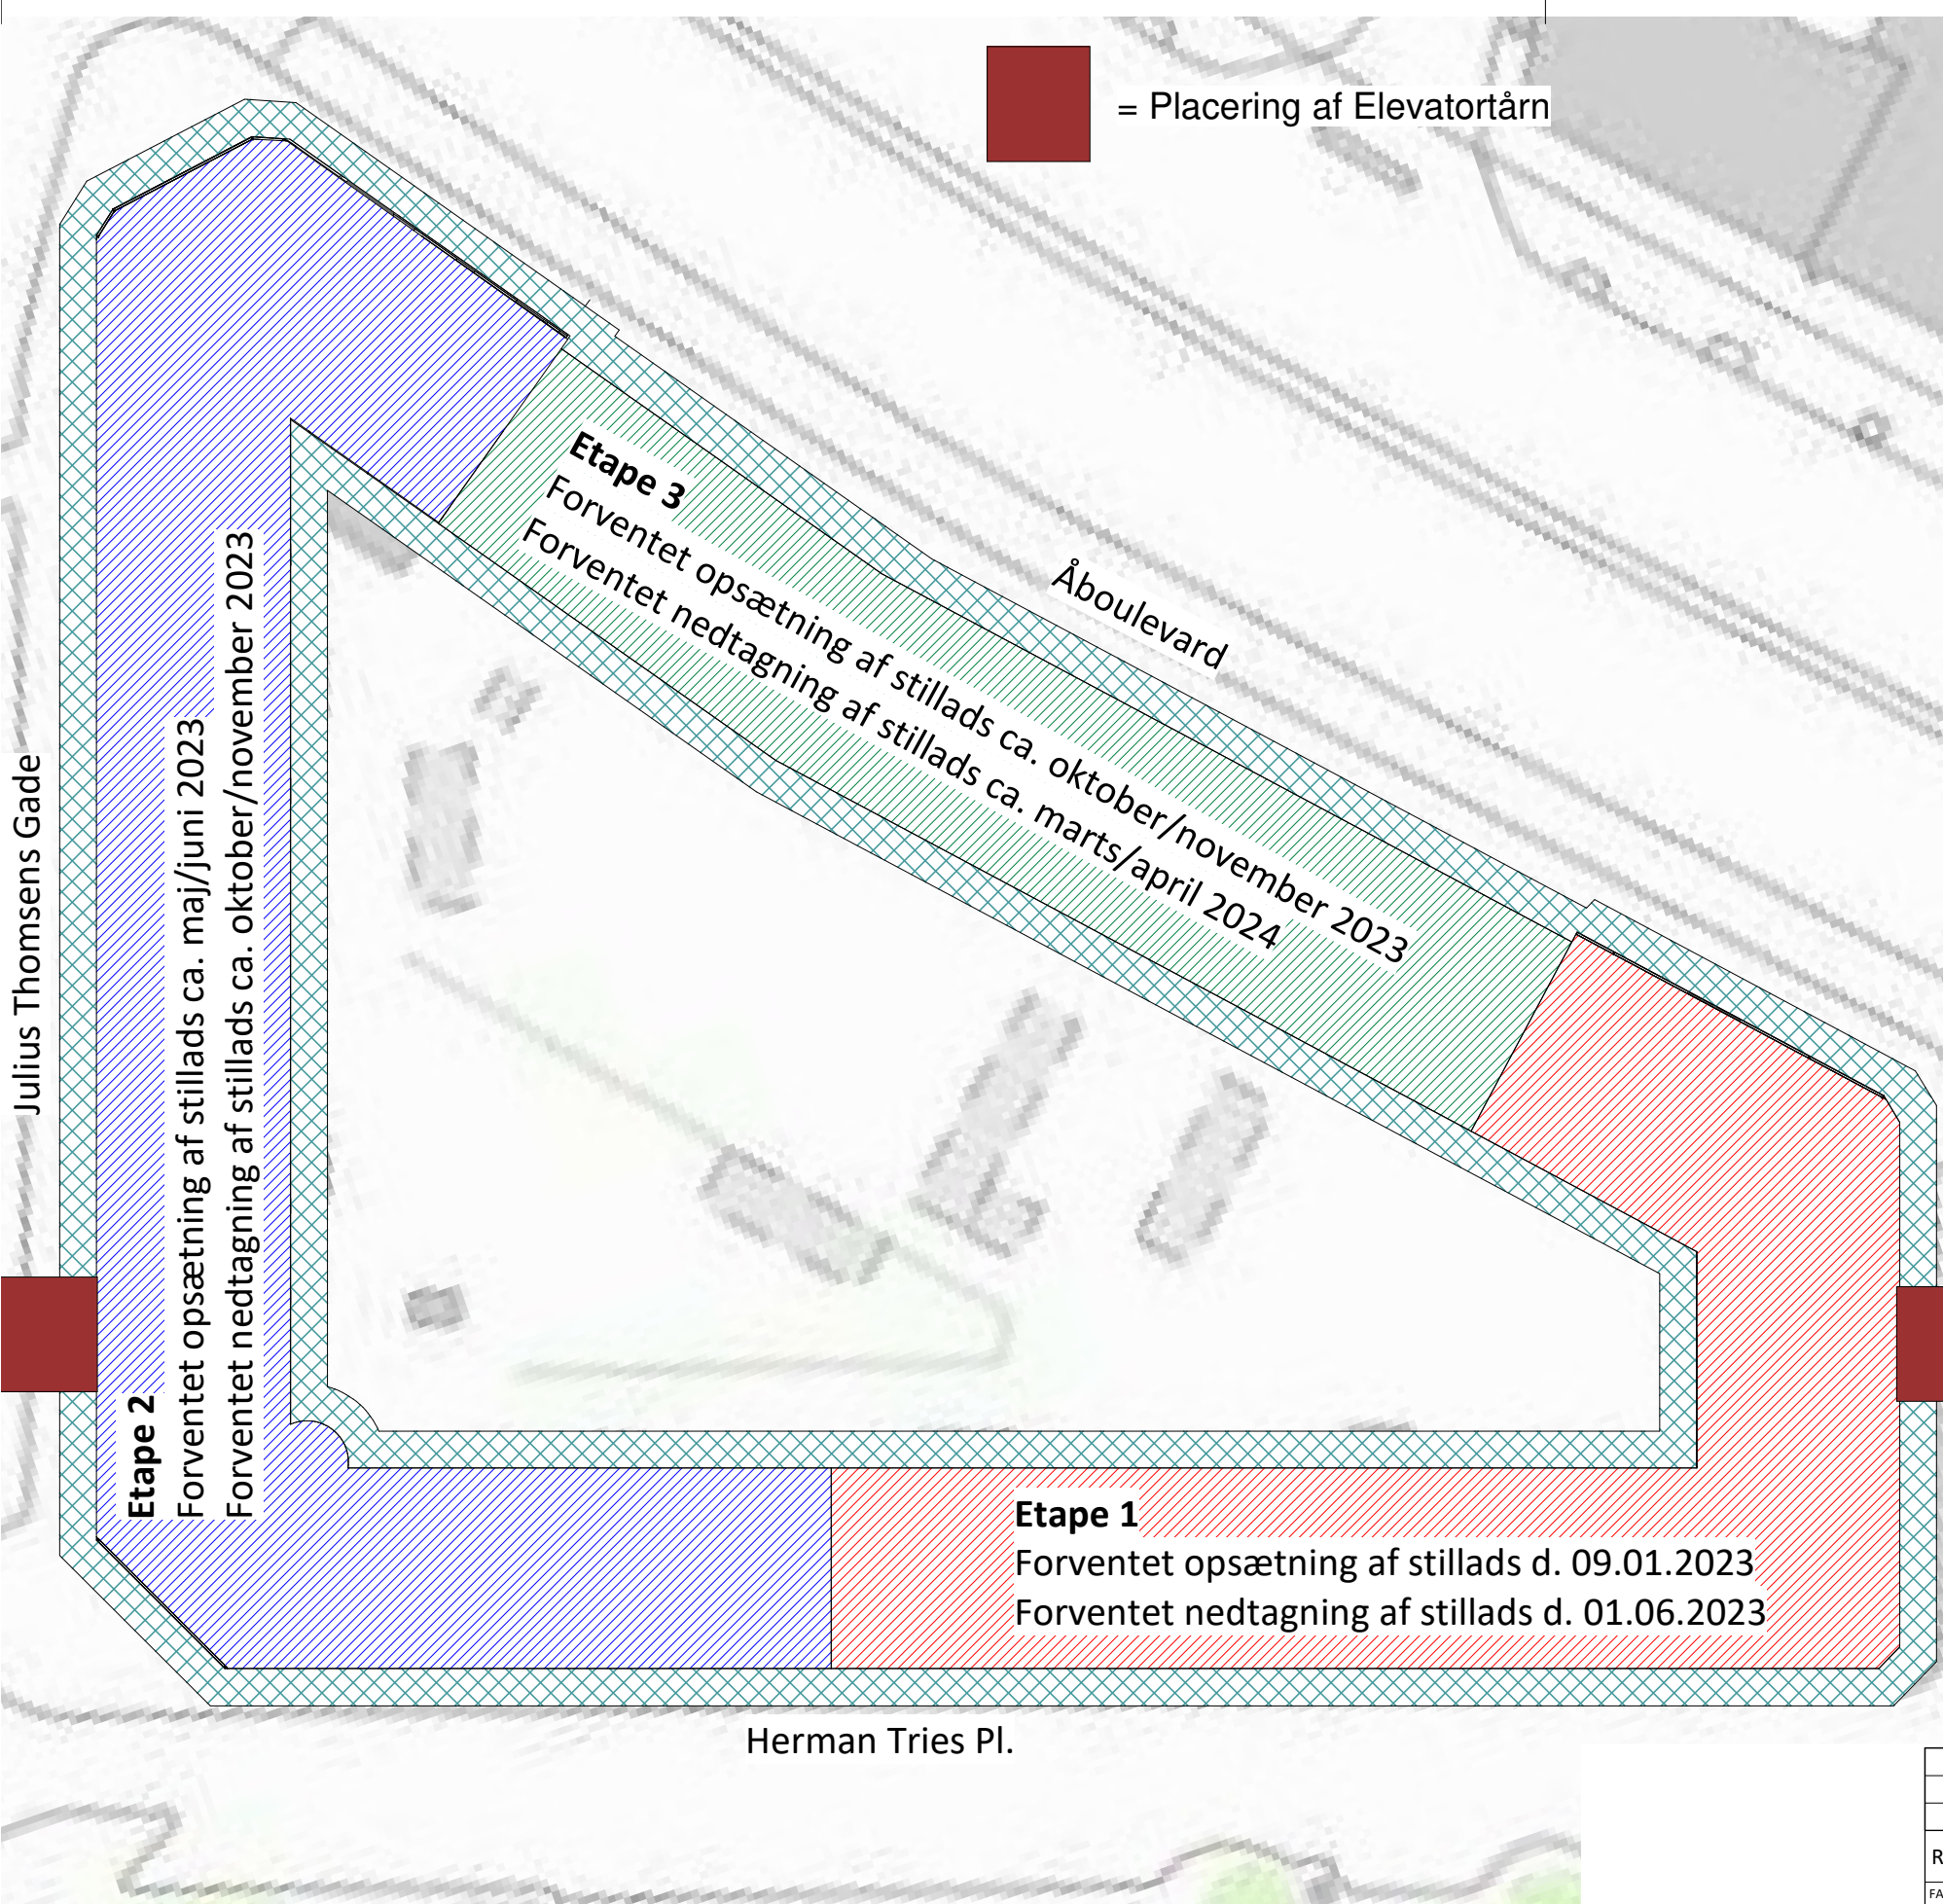 = Placering af Elevatortårn
Etape 3
Forventet opsætning af stillads ca. oktober/november 2023
Forventet nedtagning af stillads ca. marts/april 2024
Åboulevard
Julius Thomsens Gade
Etape 2
Forventet opsætning af stillads ca. maj/juni 2023
Forventet nedtagning af stillads ca. oktober/november 2023
Etape 1
Forventet opsætning af stillads d. 09.01.2023
Forventet nedtagning af stillads d. 01.06.2023
Herman Tries Pl.
R
FA